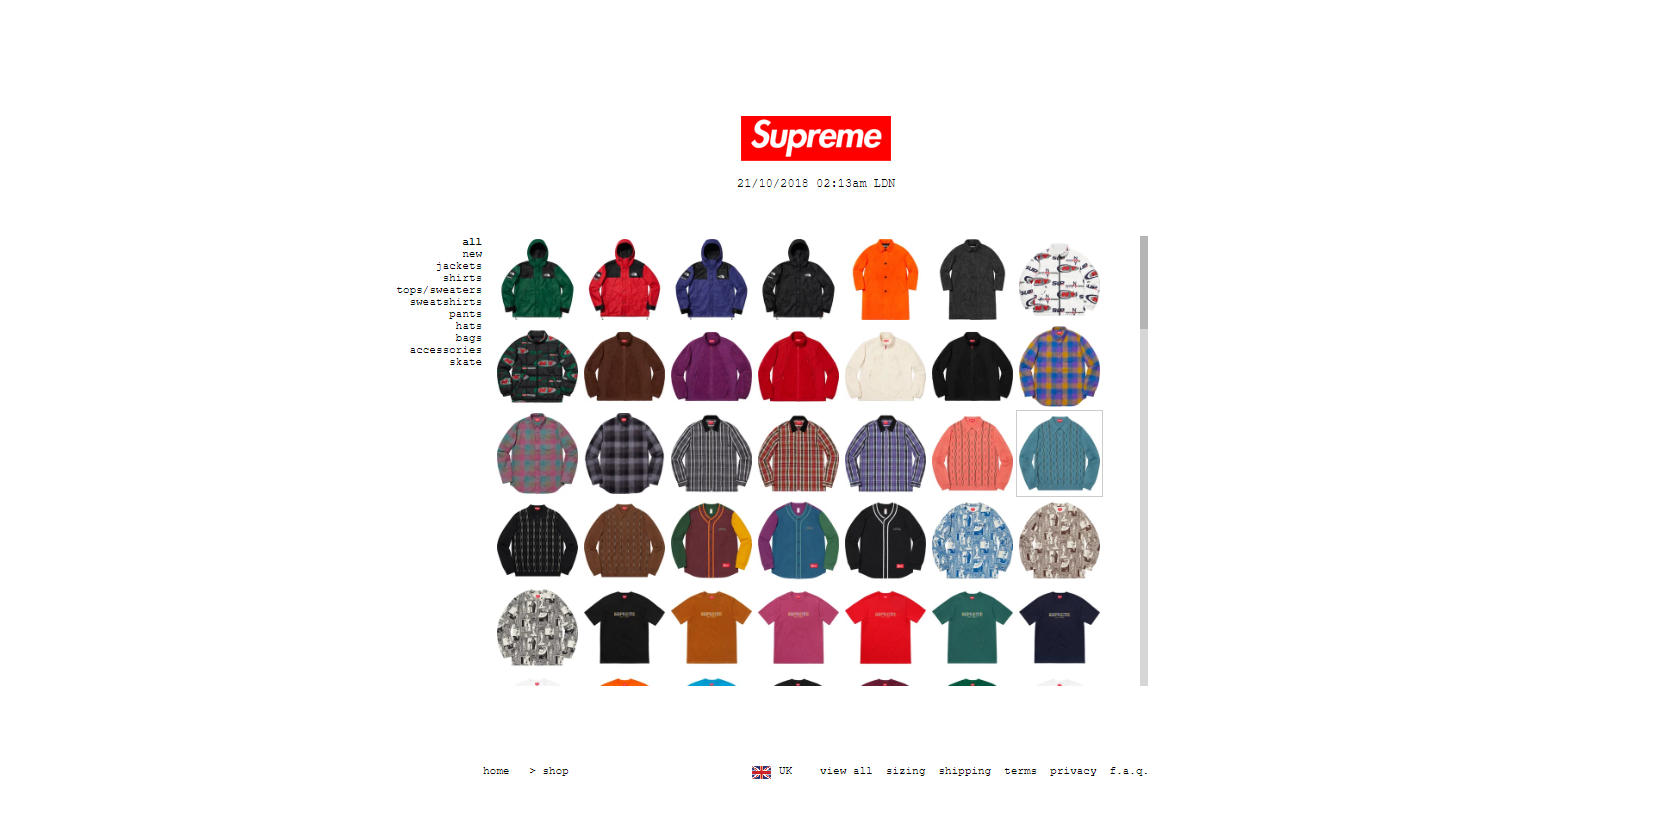 Supreme
21/10/2018 02:13am LDN
all
new
jackets
shirts
tops/sweaters
sweatshirts
pants
hats
bags
accessories
skate
home > shop
UK view all sizing shipping terms privacy f.a.q.